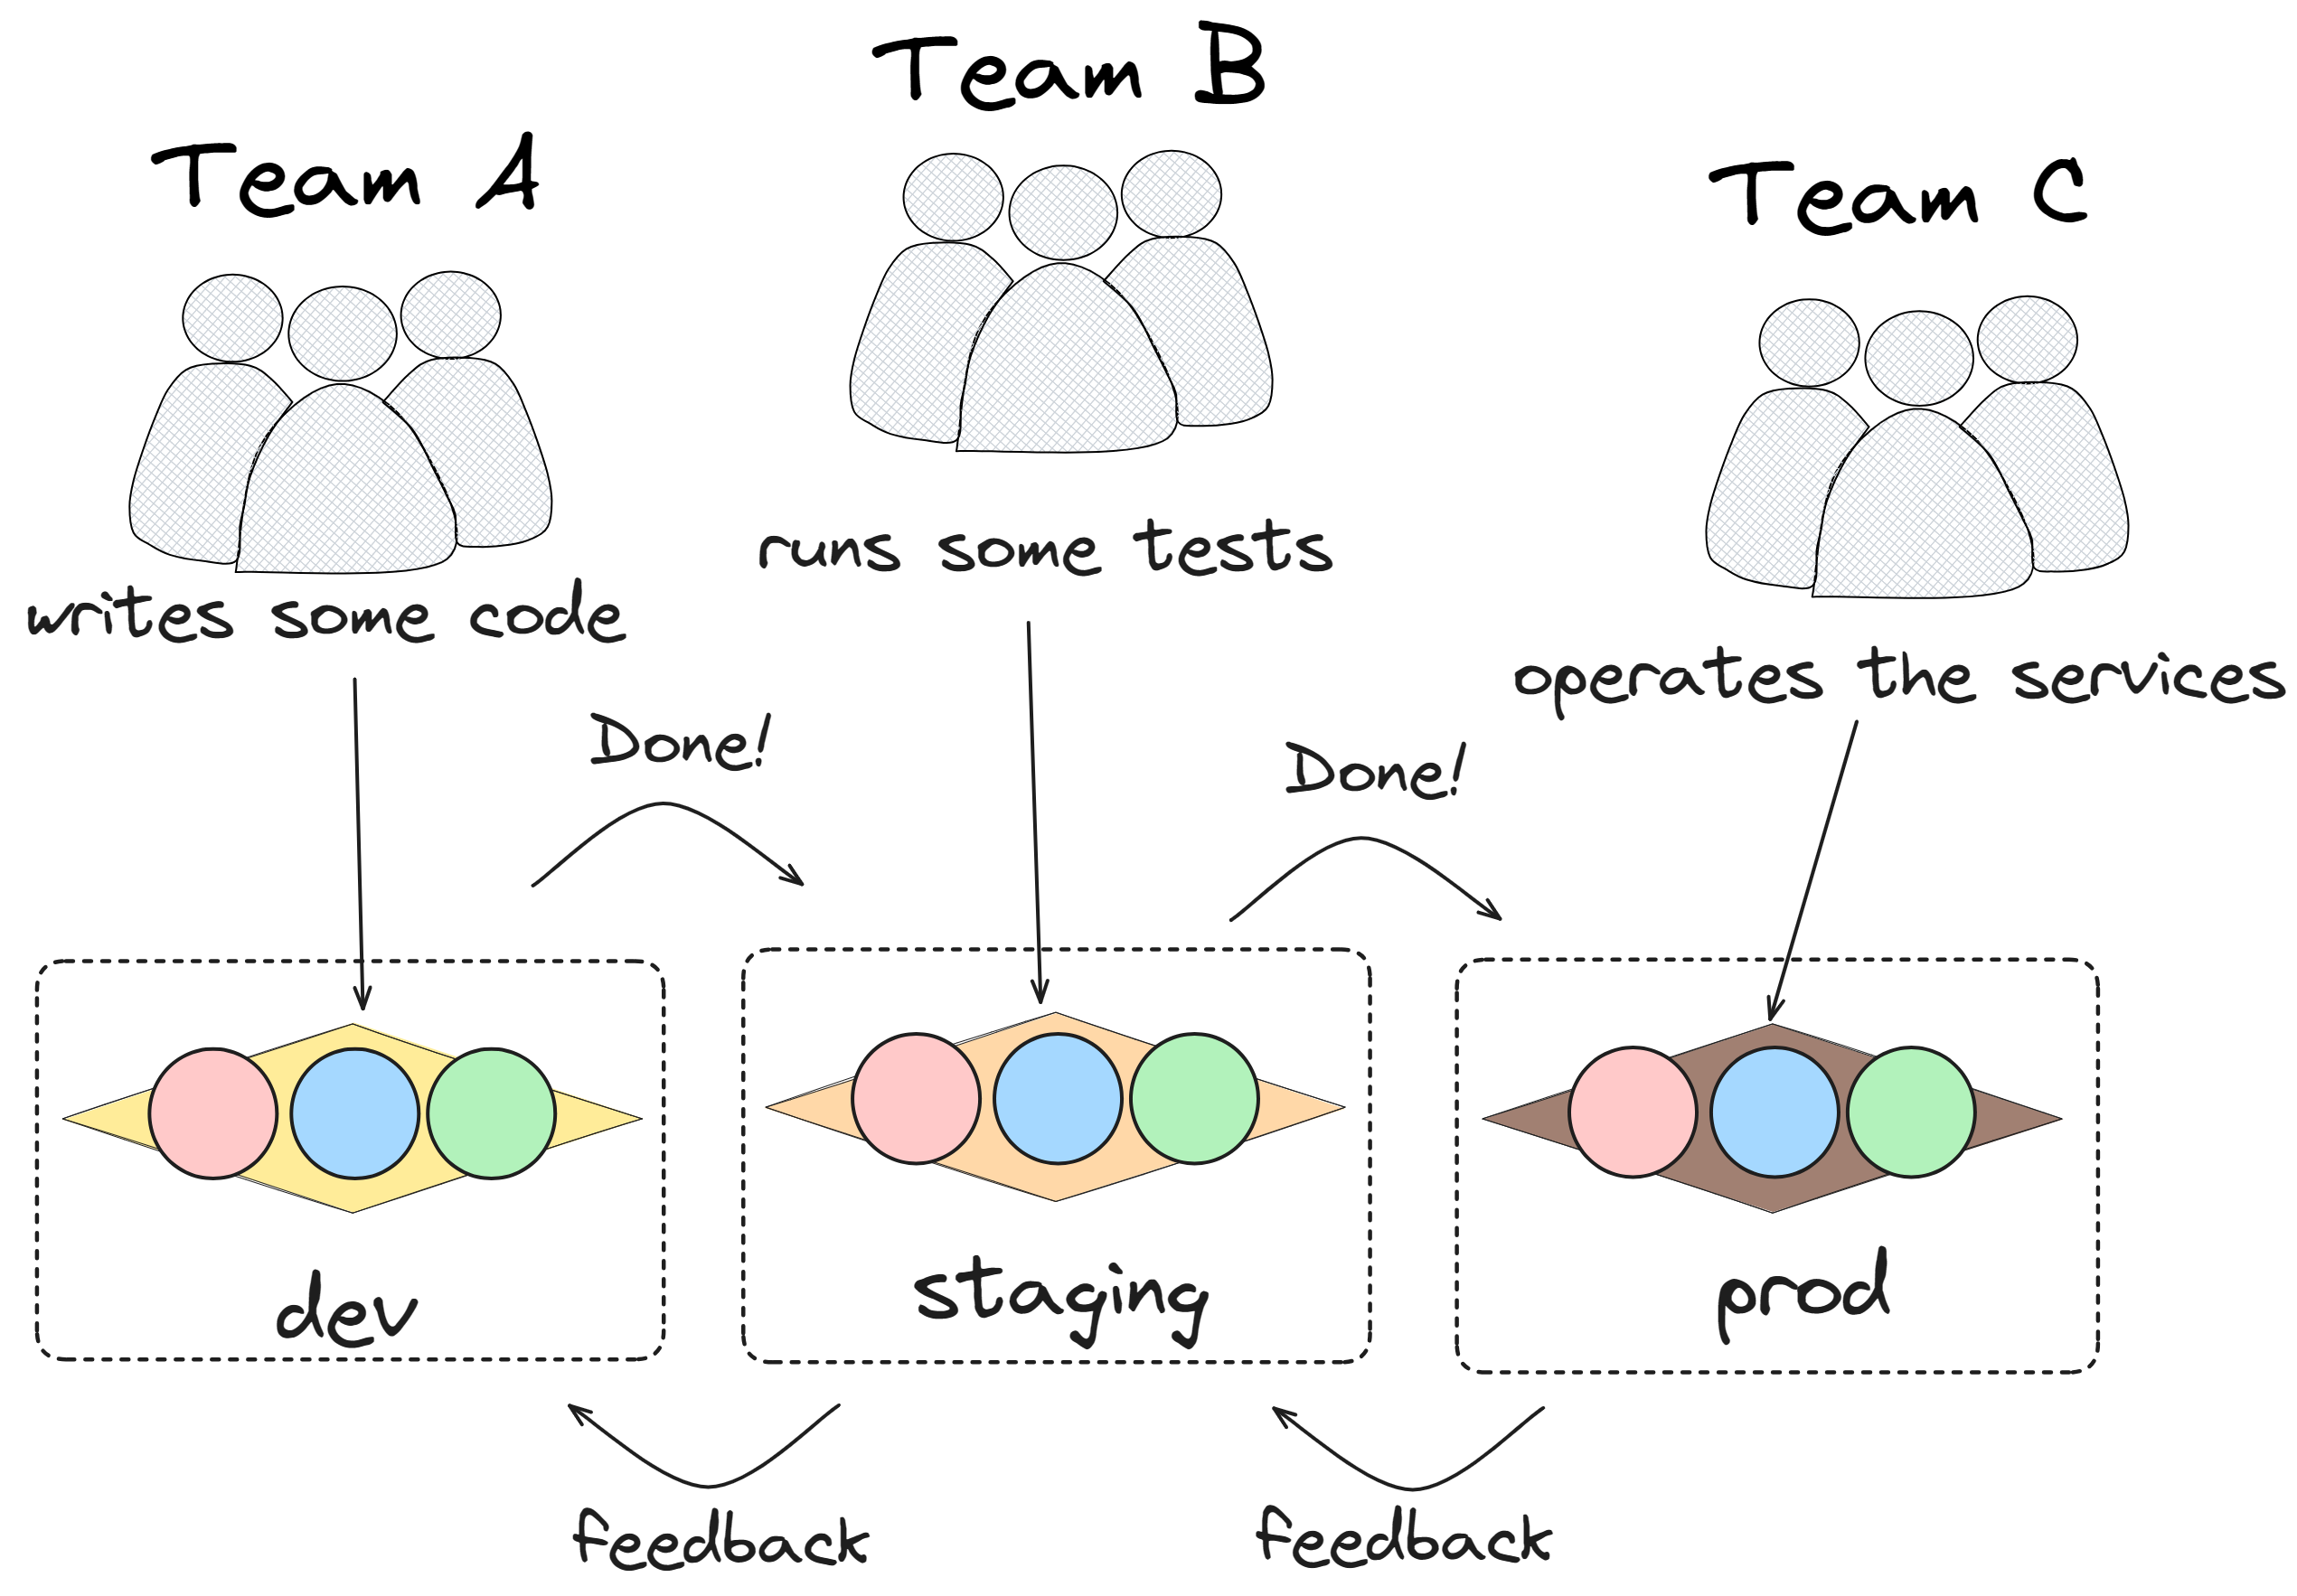 Team A
Team B
Team C
writes some code
runs some tests
operates the services
Done!
Done!
dev
staging
prod
feedback
feedback